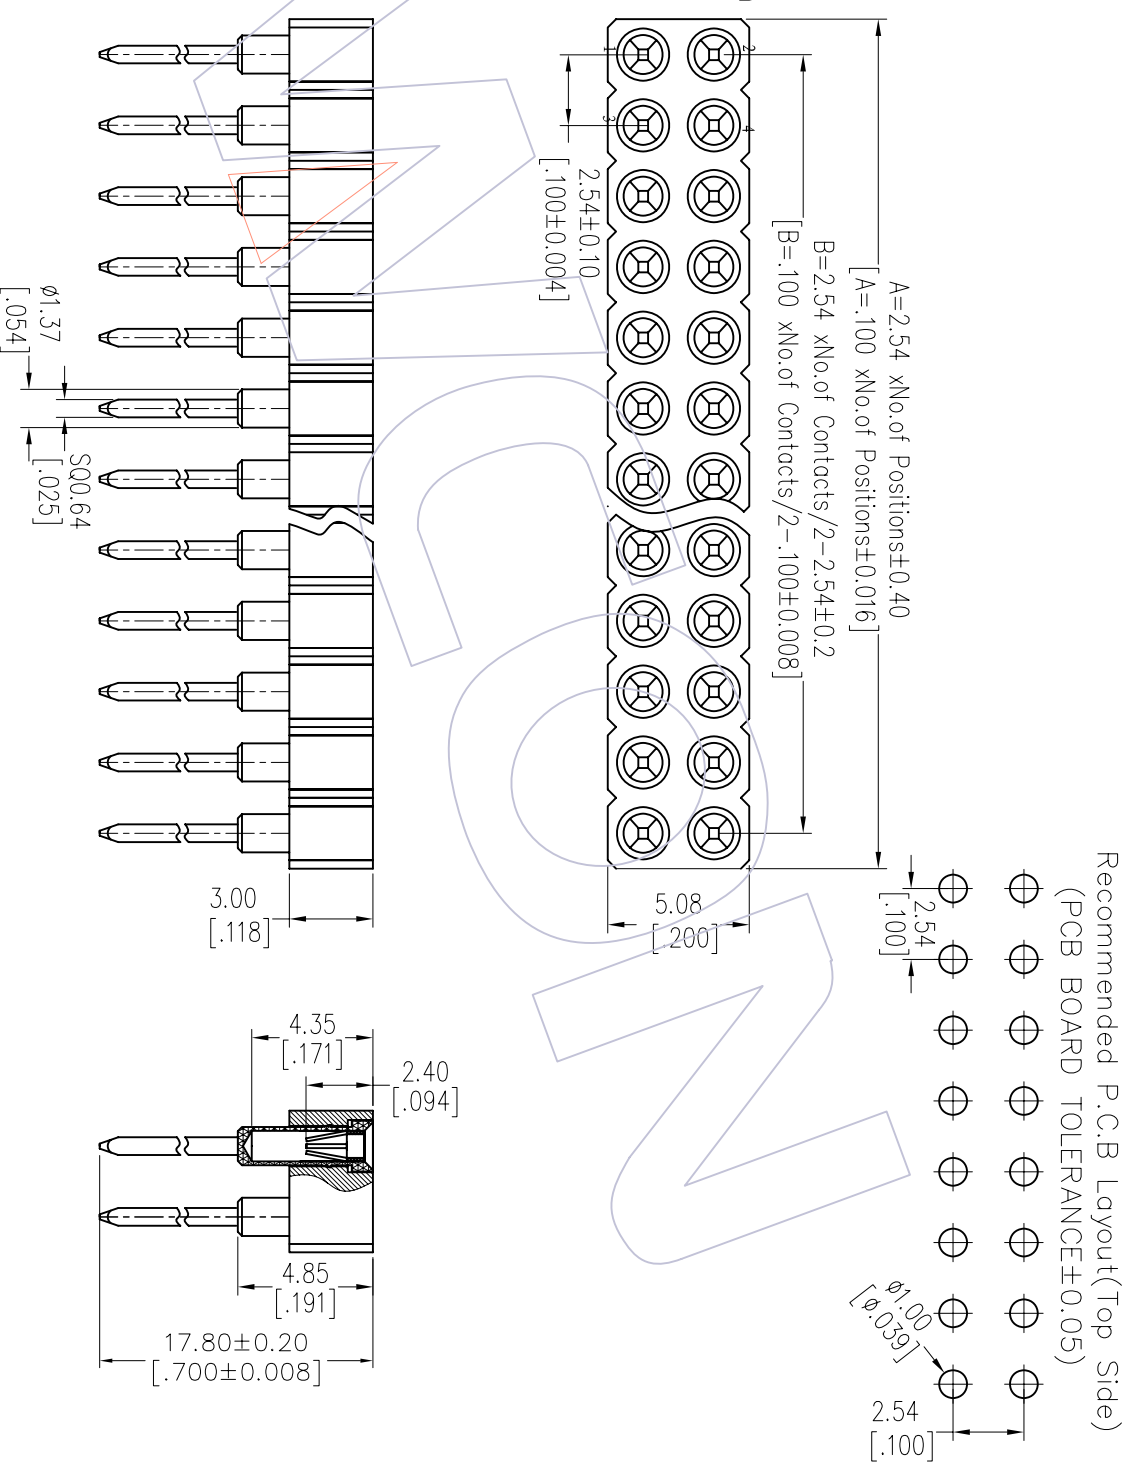 A=2.54 xNo.of Positions±0.40
[A=.100 xNo.of Positions±0.016]
B=2.54 xNo.of Contacts/2-2.54±0.2
[B=.100 xNo.of Contacts/2-.100±0.008]
1
2
3
4
2.54±0.10
[.100±0.004]
5.08
[.200]
ø1.37
[.054]
SQ0.64
[.025]
3.00
[.118]
Recommended P.C.B Layout(Top Side)
(PCB BOARD TOLERANCE±0.05)
2.54
[.100]
ø1.00
[ø.039]
2.54
[.100]
4.35
[.171]
2.40
[.094]
4.85
[.191]
17.80±0.20
[.700±0.008]
WCON